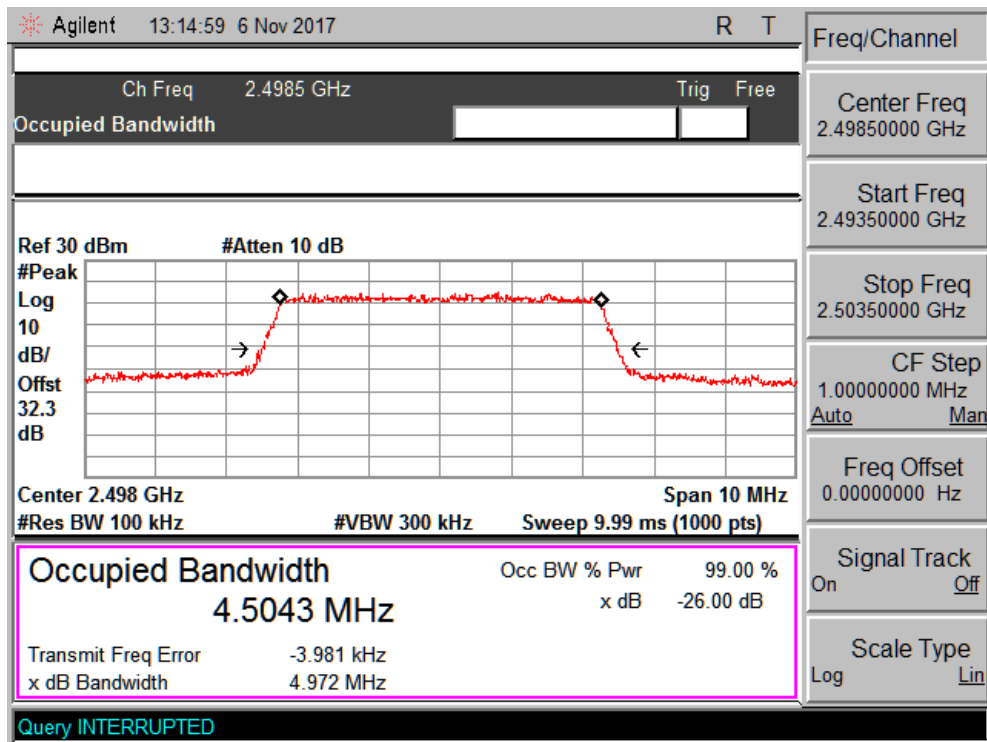 Agilent 13:14:59 6 Nov 2017 R T
Freq/Channel
Ch Freq 2.4985 GHz Trig Free
Occupied Bandwidth
Center Freq
2.49850000 GHz
Start Freq
2.49350000 GHz
Stop Freq
2.50350000 GHz
CF Step
1.00000000 MHz
Auto Man
Freq Offset
0.00000000 Hz
Signal Track
On Off
Scale Type
Log Lin
Ref 30 dBm #Atten 10 dB
#Peak
Log
10
dB/
Offst
32.3
dB
Center 2.498 GHz Span 10 MHz
#Res BW 100 kHz #VBW 300 kHz Sweep 9.99 ms (1000 pts)
Occupied Bandwidth Occ BW % Pwr 99.00 %
4.5043 MHz x dB -26.00 dB
Transmit Freq Error -3.981 kHz
x dB Bandwidth 4.972 MHz
Query INTERRUPTED